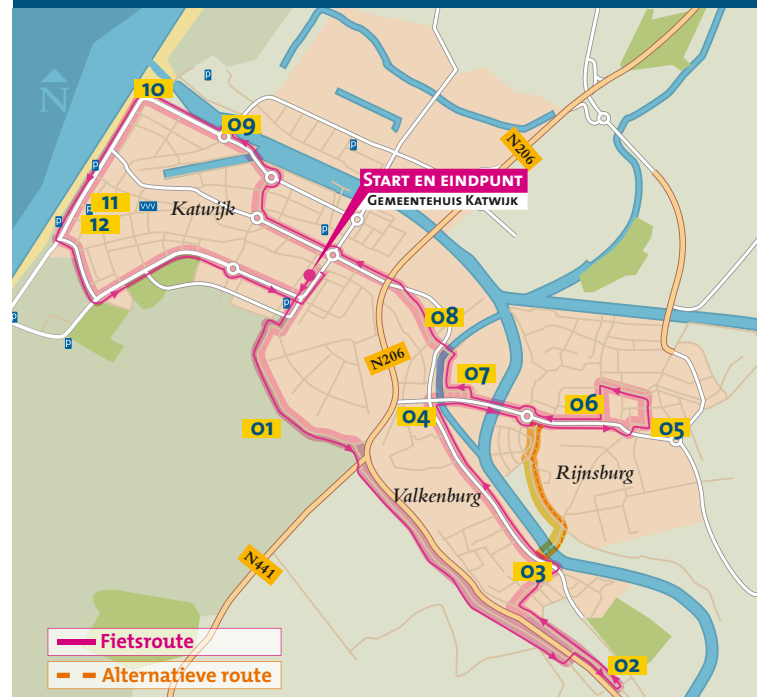 N
P
10
09
P
P
N206
START EN EINDPUNT
GEMEENTEHUIS KATWIJK
P
11
VVV
Katwijk
P
12
P
P
P
P
08
N206
07
04
06
05
01
Rijnsburg
Valkenburg
N441
03
02
Fietsroute
Alternatieve route